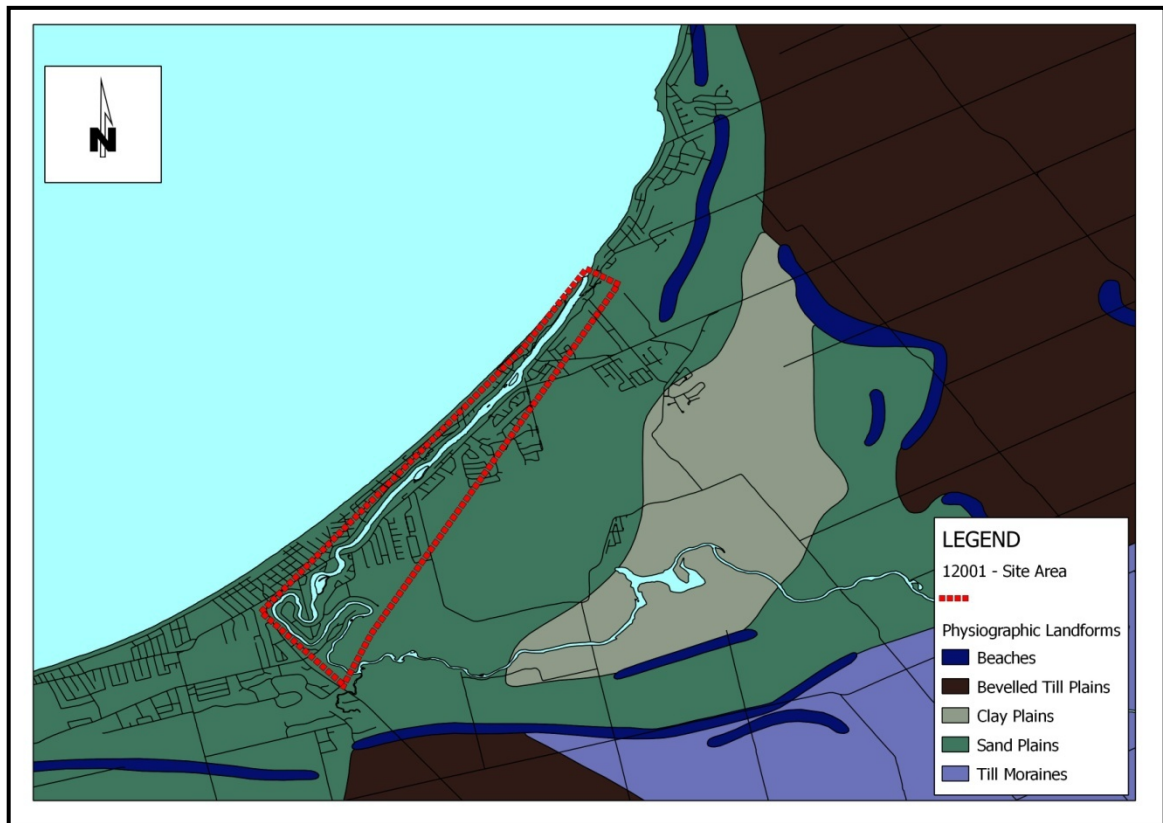 N
LEGEND
12001 - Site Area
Physiographic Landforms
Beaches
Bevelled Till Plains
Clay Plains
Sand Plains
Till Moraines